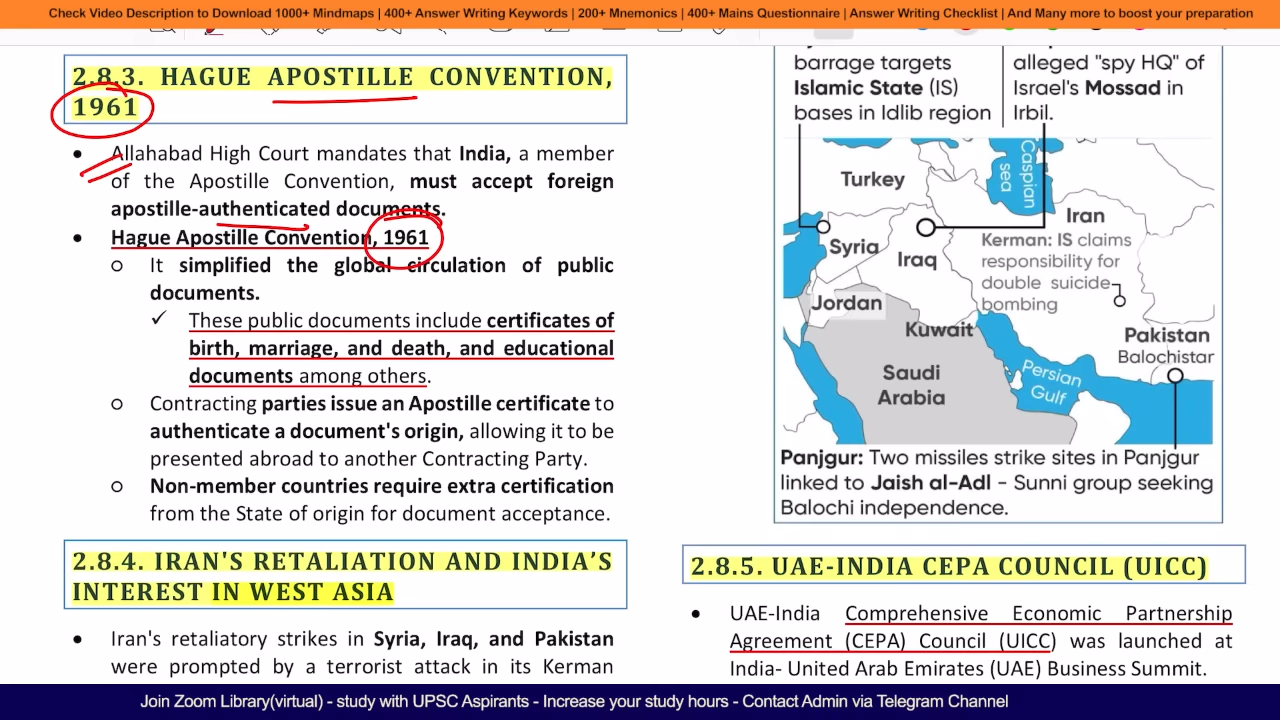 Check Video Description to Download 1000+ Mindmaps | 400+ Answer Writing Keywords | 200+ Mnemonics | 400+ Mains Questionnaire | Answer Writing Checklist | And Many more to boost your preparation
2.8.3. HAGUE APOSTILLE CONVENTION,
1961
• Allahabad High Court mandates that India, a member
of the Apostille Convention, must accept foreign
apostille-authenticated documents.
• Hague Apostille Convention, 1961
o It simplified the global circulation of public
documents.
✓ These public documents include certificates of
birth, marriage, and death, and educational
documents among others.
o Contracting parties issue an Apostille certificate to
authenticate a document's origin, allowing it to be
presented abroad to another Contracting Party.
o Non-member countries require extra certification
from the State of origin for document acceptance.
2.8.4. IRAN'S RETALIATION AND INDIA'S
INTEREST IN WEST ASIA
• Iran's retaliatory strikes in Syria, Iraq, and Pakistan
were prompted by a terrorist attack in its Kerman
barrage targets
Islamic State (IS)
bases in Idlib region
alleged "spy HQ" of
Israel's Mossad in
Irbil.
Caspian
sea
Turkey
Iran
Syria
Iraq
Kerman: IS claims
responsibility for
double suicide
bombing
Jordan
Kuwait
Pakistan
Balochistar
Saudi
Arabia
Persian
Gulf
Panjgur: Two missiles strike sites in Panjgur
linked to Jaish al-Adl - Sunni group seeking
Balochi independence.
2.8.5. UAE-INDIA CEPA COUNCIL (UICC)
• UAE-India Comprehensive Economic Partnership
Agreement (CEPA) Council (UICC) was launched at
India- United Arab Emirates (UAE) Business Summit.
Join Zoom Library(virtual) - study with UPSC Aspirants - Increase your study hours - Contact Admin via Telegram Channel